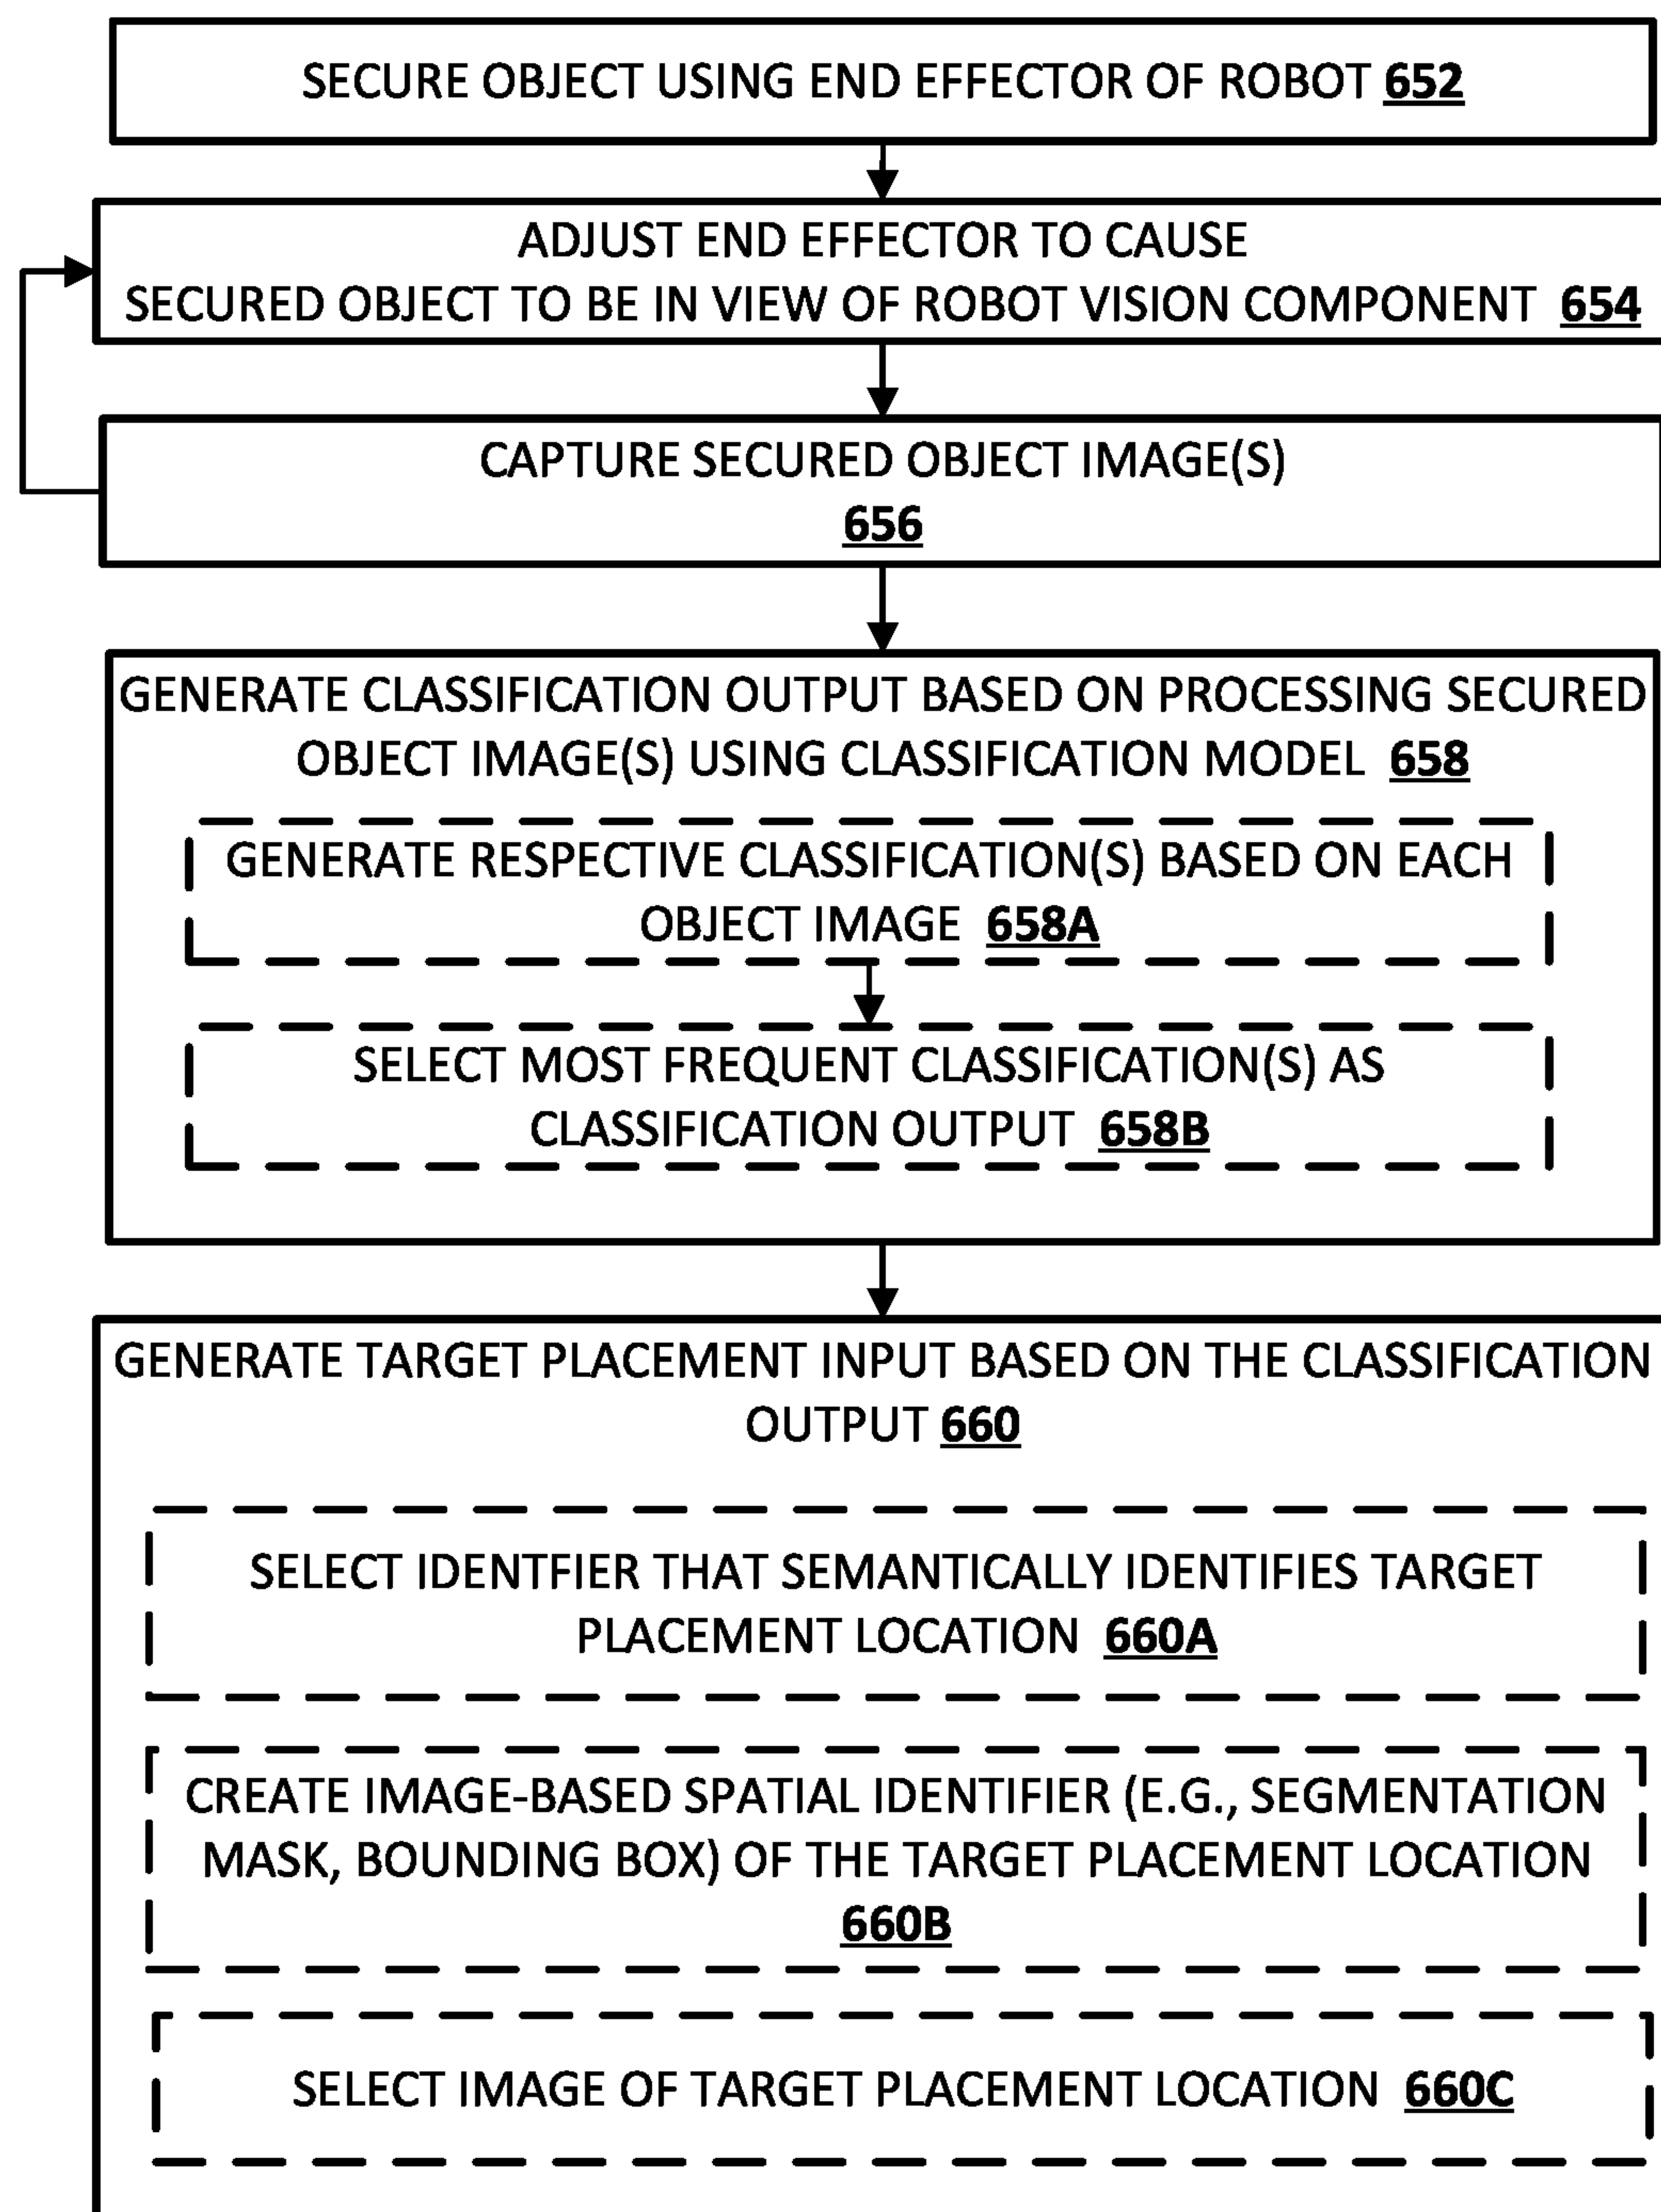 SECURE OBJECT USING END EFFECTOR OF ROBOT 652
ADJUST END EFFECTOR TO CAUSE
SECURED OBJECT TO BE IN VIEW OF ROBOT VISION COMPONENT 654
CAPTURE SECURED OBJECT IMAGE(S)
656
GENERATE CLASSIFICATION OUTPUT BASED ON PROCESSING SECURED
OBJECT IMAGE(S) USING CLASSIFICATION MODEL 658
GENERATE RESPECTIVE CLASSIFICATION(S) BASED ON EACH
OBJECT IMAGE 658A
SELECT MOST FREQUENT CLASSIFICATION(S) AS
CLASSIFICATION OUTPUT 658B
GENERATE TARGET PLACEMENT INPUT BASED ON THE CLASSIFICATION
OUTPUT 660
SELECT IDENTFIER THAT SEMANTICALLY IDENTIFIES TARGET
PLACEMENT LOCATION 660A
CREATE IMAGE-BASED SPATIAL IDENTIFIER (E.G., SEGMENTATION
MASK, BOUNDING BOX) OF THE TARGET PLACEMENT LOCATION
660B
SELECT IMAGE OF TARGET PLACEMENT LOCATION 660C